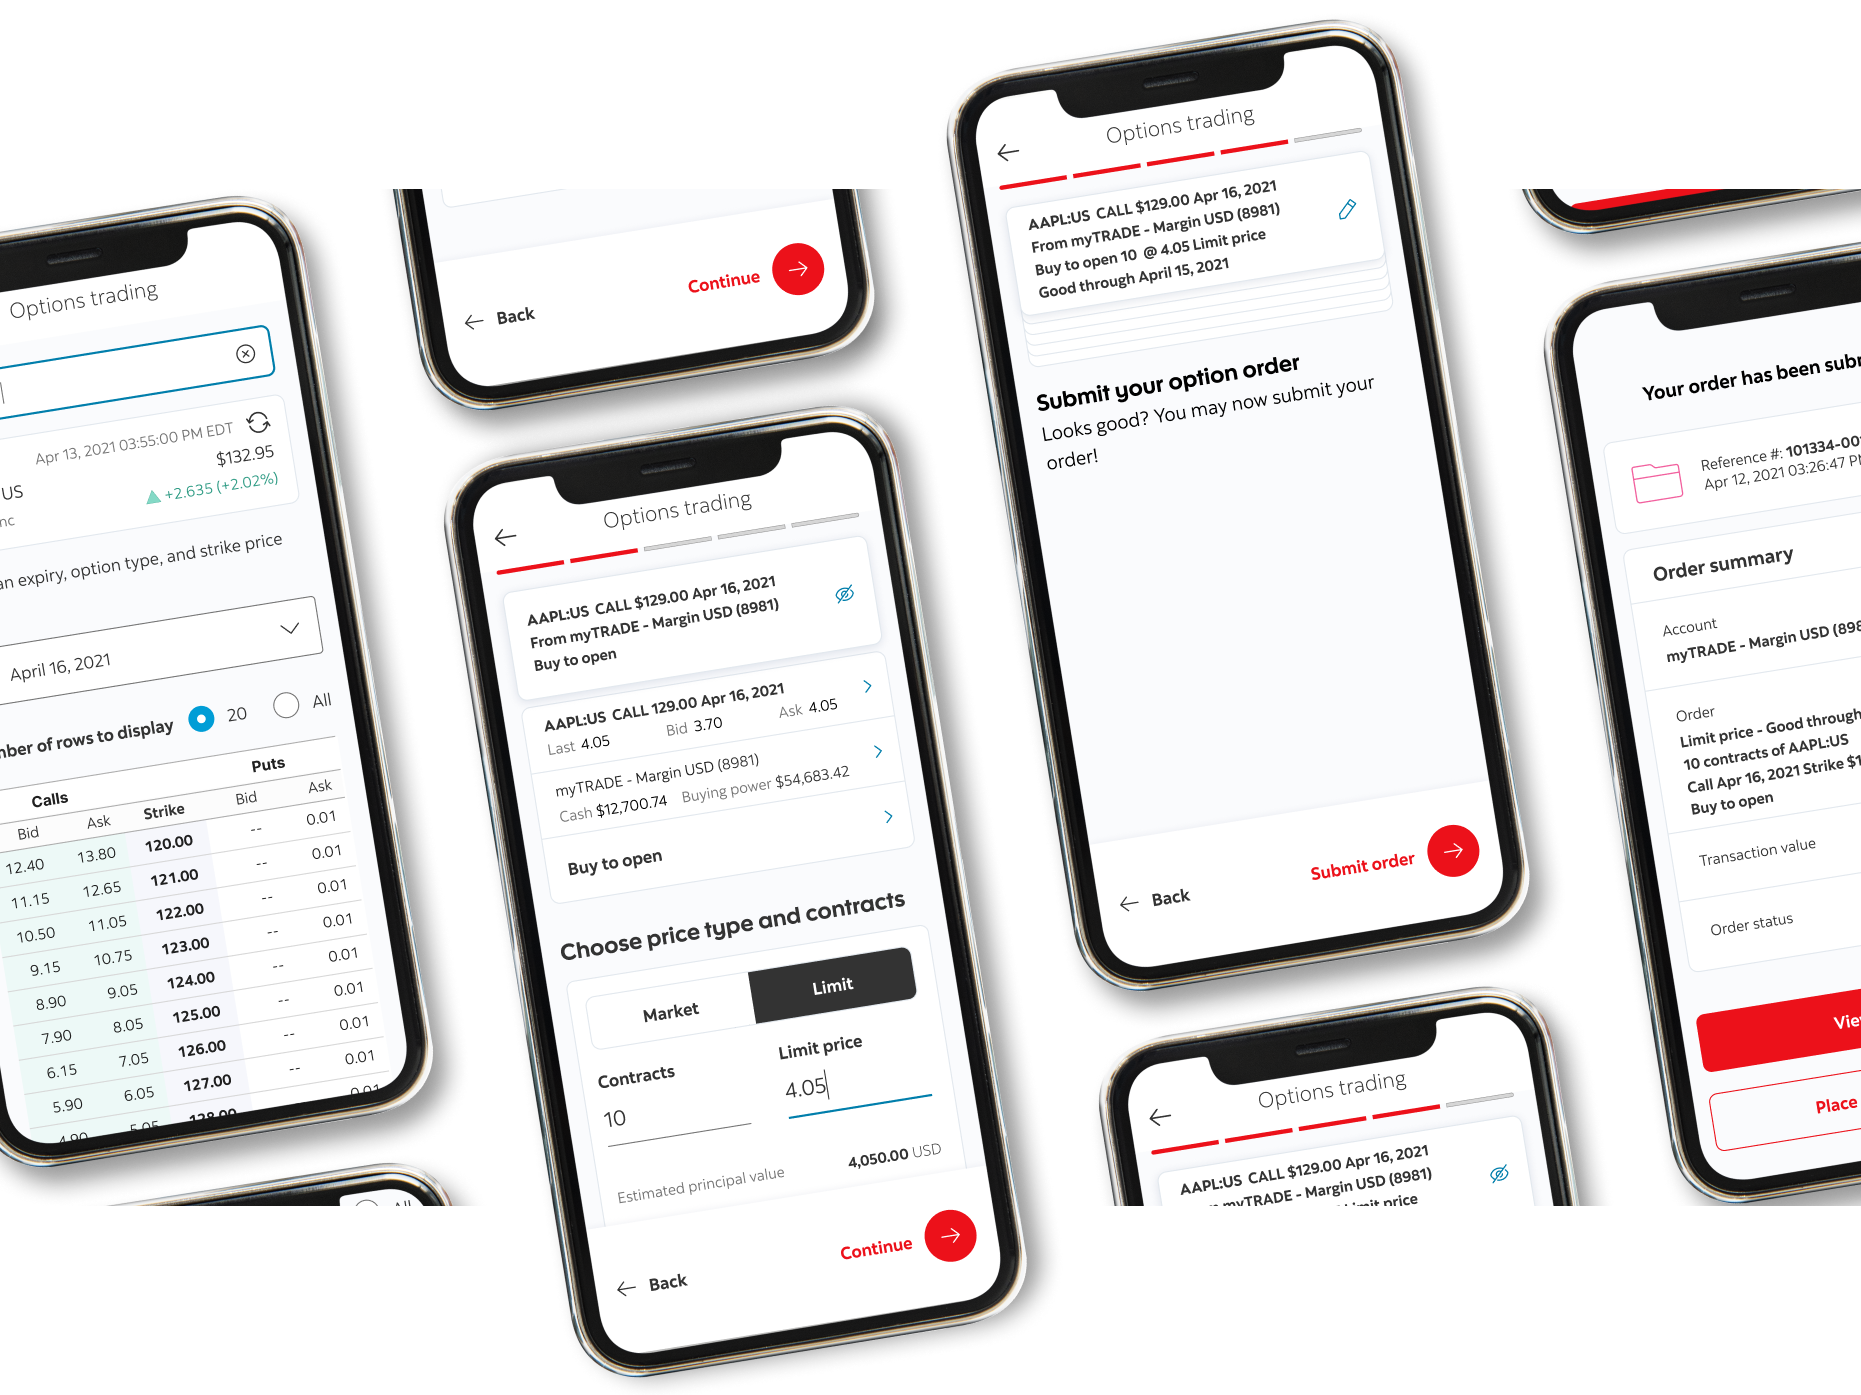 Options trading
Apr 13, 2021 03:55:00 PM EDT
$132.95
US
+2.635 (+2.02%)
an expiry, option type, and strike price
April 16, 2021
rows to display 20 All
Calls Puts
Bid Ask Strike Bid Ask
12.40 13.80 120.00 -- 0.01
11.15 12.65 121.00 -- 0.01
10.50 11.05 122.00 -- 0.01
9.15 10.75 123.00 -- 0.01
8.90 9.05 124.00 -- 0.01
7.90 8.05 125.00 -- 0.01
6.15 7.05 126.00 -- 0.01
5.90 6.05 127.00 -- 0.01
4.90 5.05 128.00 0.01
All
Continue
Back
Options trading
AAPL:US CALL $129.00 Apr 16, 2021
From myTRADE - Margin USD (8981)
Buy to open
AAPL:US CALL 129.00 Apr 16, 2021
Last 4.05 Bid 3.70 Ask 4.05
myTRADE - Margin USD (8981)
Cash $12,700.74 Buying power $54,683.42
Buy to open
Choose price type and contracts
Market Limit
Contracts Limit price
10 4.05
Estimated principal value 4,050.00 USD
Continue
Back
Options trading
AAPL:US CALL $129.00 Apr 16, 2021
From myTRADE - Margin USD (8981)
Buy to open 10 @ 4.05 Limit price
Good through April 15, 2021
Submit your option order
Looks good? You may now submit your
order!
Submit order
Back
Options trading
AAPL:US CALL $129.00 Apr 16, 2021
myTRADE - Margin USD (8981)
Limit price
Your order has been
Reference #: 101334-00
Apr 12, 2021 03:26:47
Order summary
Account
myTRADE - Margin USD
Order
Limit price - Good through
10 contracts of AAPL:US
Call Apr 16, 2021 Strike
Buy to open
Transaction value
Order status
Place